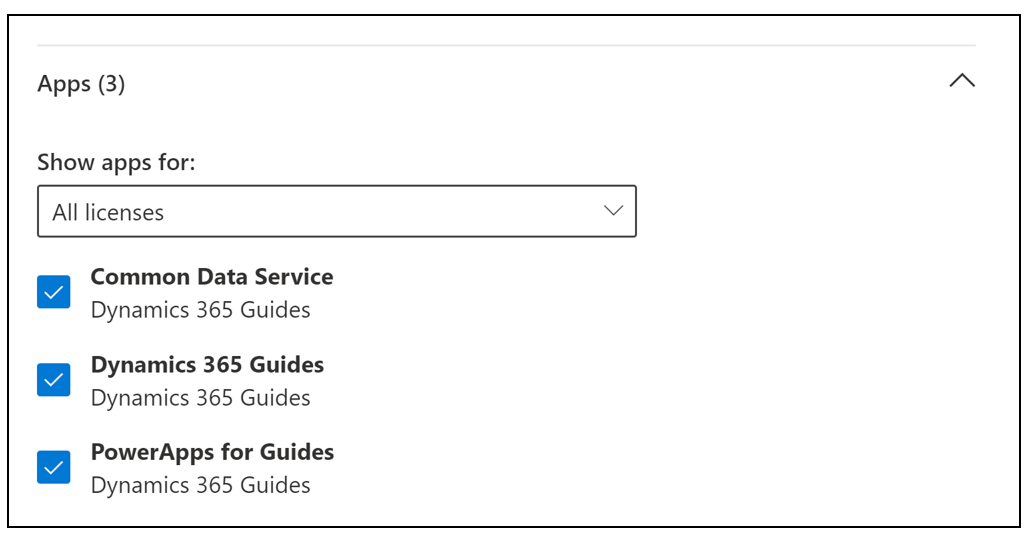 Apps (3)
Show apps for:
All licenses
Common Data Service
Dynamics 365 Guides
Dynamics 365 Guides
Dynamics 365 Guides
PowerApps for Guides
Dynamics 365 Guides